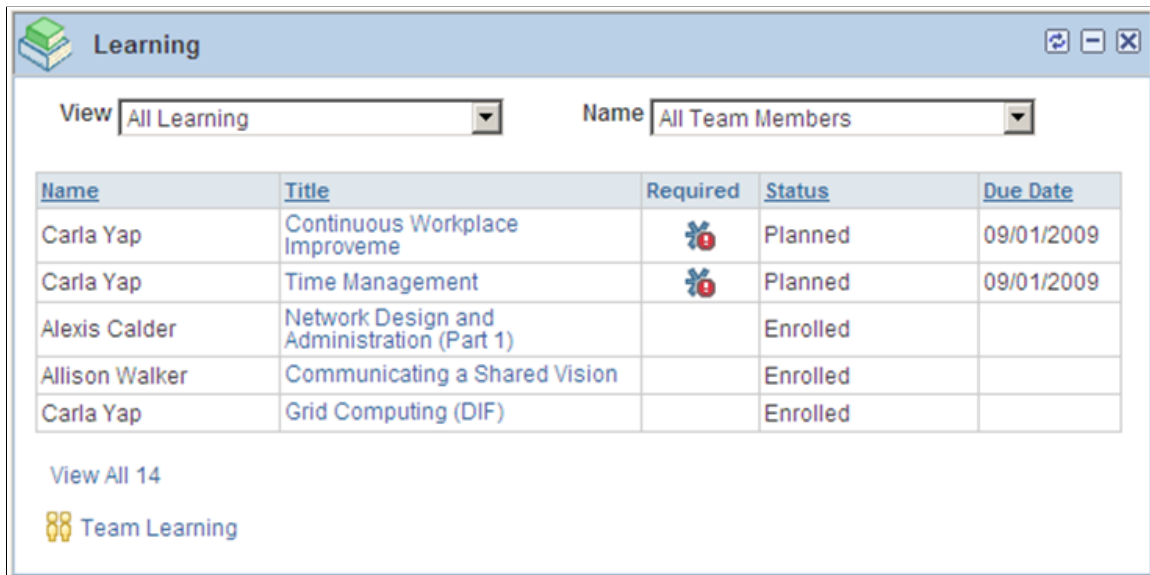 Learning
View All Learning Name All Team Members
Name Title Required Status Due Date
Carla Yap Continuous Workplace Improveme Planned 09/01/2009
Carla Yap Time Management Planned 09/01/2009
Alexis Calder Network Design and Administration (Part 1) Enrolled
Allison Walker Communicating a Shared Vision Enrolled
Carla Yap Grid Computing (DIF) Enrolled
View All 14
Team Learning